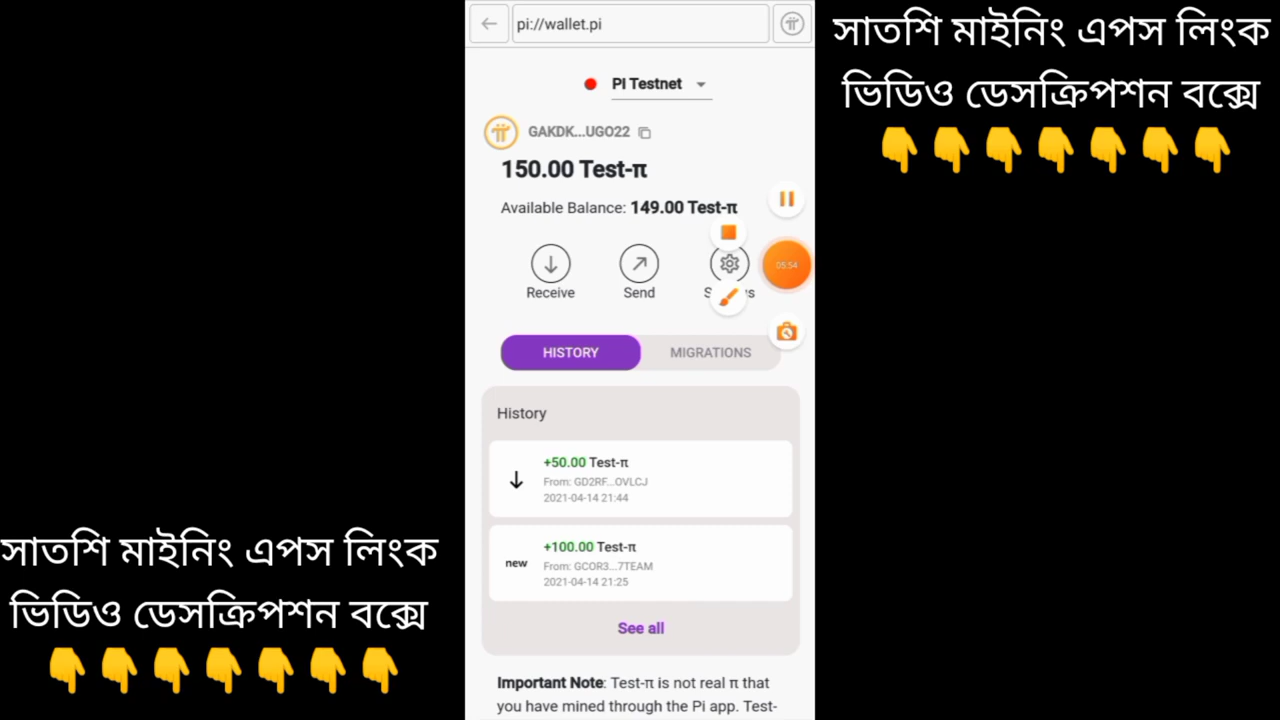 pi://wallet.pi
PI Testnet
GAKDK...UGO22
150.00 Test-π
Available Balance: 149.00 Test-π
Receive
Send
05:54
HISTORY
MIGRATIONS
History
+50.00 Test-π
From: GD2RF...OVLCJ
2021-04-14 21:44
new
+100.00 Test-π
From: GCOR3...7TEAM
2021-04-14 21:25
See all
Important Note: Test-π is not real π that
you have mined through the Pi app. Test-
সাতশি মাইনিং এপস লিংক
ভিডিও ডেসক্রিপশন বক্সে
👇👇👇👇👇👇👇
সাতশি মাইনিং এপস লিংক
ভিডিও ডেসক্রিপশন বক্সে
👇👇👇👇👇👇👇